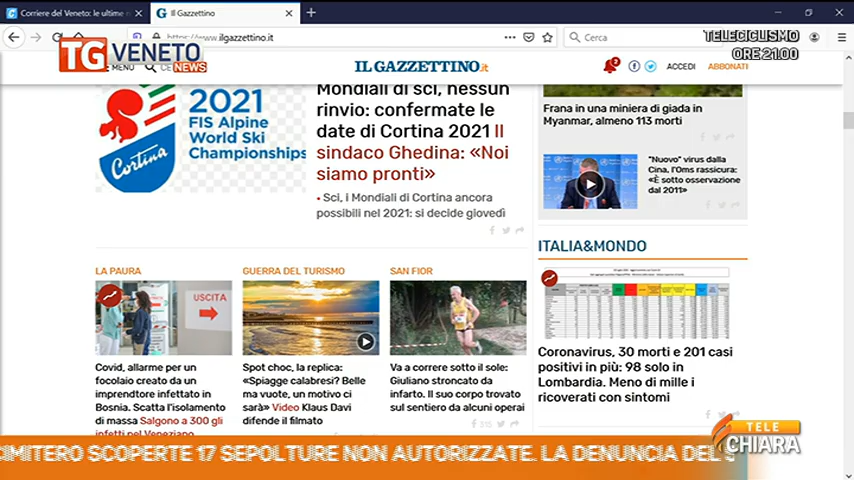 Corriere del Veneto: le ultime n
Il Gazzettino
https://www.ilgazzettino.it
Cerca
TELECICLISMO
ORE 21.00
TG VENETO
NEWS
MENU
CE
IL GAZZETTINO.it
2
ACCEDI
ABBONATI
2021
FIS Alpine
World Ski
Championships
Cortina
Mondiali di sci, nessun
rinvio: confermate le
date di Cortina 2021 Il
sindaco Ghedina: «Noi
siamo pronti»
• Sci, i Mondiali di Cortina ancora
possibili nel 2021: si decide giovedì
Frana in una miniera di giada in
Myanmar, almeno 113 morti
"Nuovo" virus dalla
Cina, l'Oms rassicura:
«È sotto osservazione
dal 2011»
ITALIA&MONDO
Coronavirus, 30 morti e 201 casi
positivi in più: 98 solo in
Lombardia. Meno di mille i
ricoverati con sintomi
LA PAURA
USCITA
Covid, allarme per un
focolaio creato da un
imprendtore infettato in
Bosnia. Scatta l'isolamento
di massa Salgono a 300 gli
infetti nel Veneziano
GUERRA DEL TURISMO
Spot choc, la replica:
«Spiagge calabresi? Belle
ma vuote, un motivo ci
sarà» Video Klaus Davi
difende il filmato
SAN FIOR
Va a correre sotto il sole:
Giuliano stroncato da
infarto. Il suo corpo trovato
sul sentiero da alcuni operai
315
TELE
CHIARA
CIMITERO SCOPERTE 17 SEPOLTURE NON AUTORIZZATE. LA DENUNCIA DEL